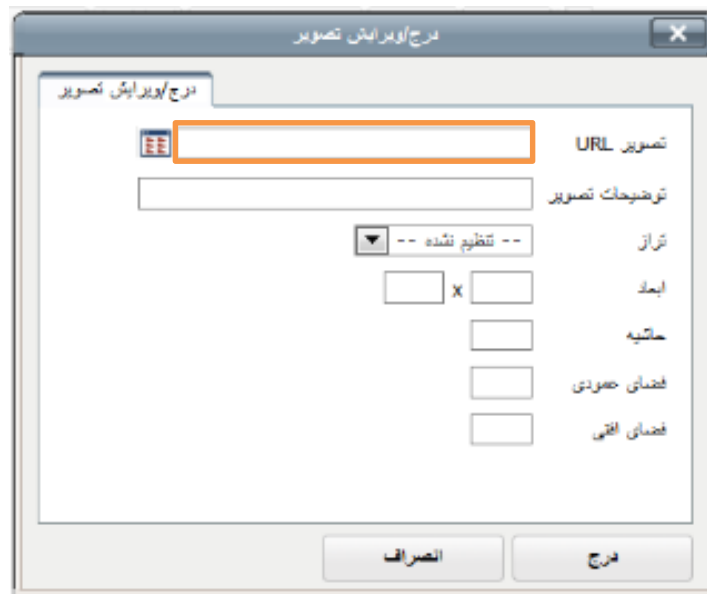 درج/ویرایش تصویر
درج/ویرایش تصویر
تصویر URL
توضیحات تصویر
تراز -- تنظیم نشده --
ابعاد x
حاشیه
فضای عمودی
فضای افقی
درج انصراف